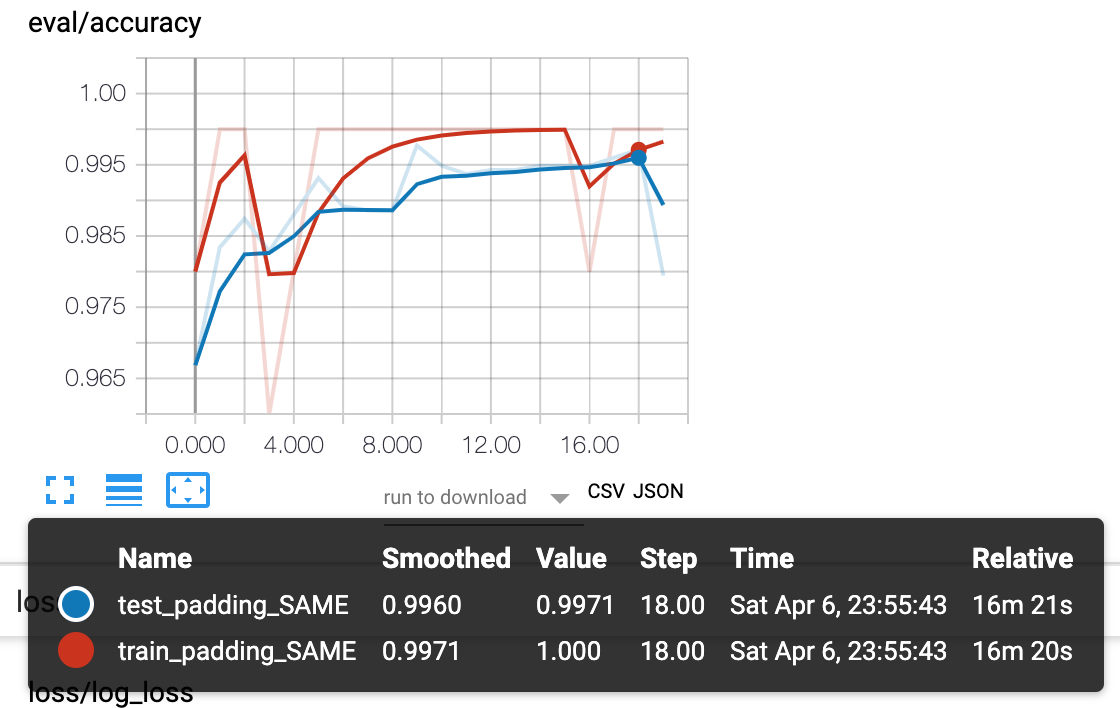 eval/accuracy
1.00
0.995
0.985
0.975
0.965
0.000 4.000 8.000 12.00 16.00
run to download CSV JSON
Name Smoothed Value Step Time Relative
los
test_padding_SAME 0.9960 0.9971 18.00 Sat Apr 6, 23:55:43 16m 21s
train_padding_SAME 0.9971 1.000 18.00 Sat Apr 6, 23:55:43 16m 20s
loss/log_loss